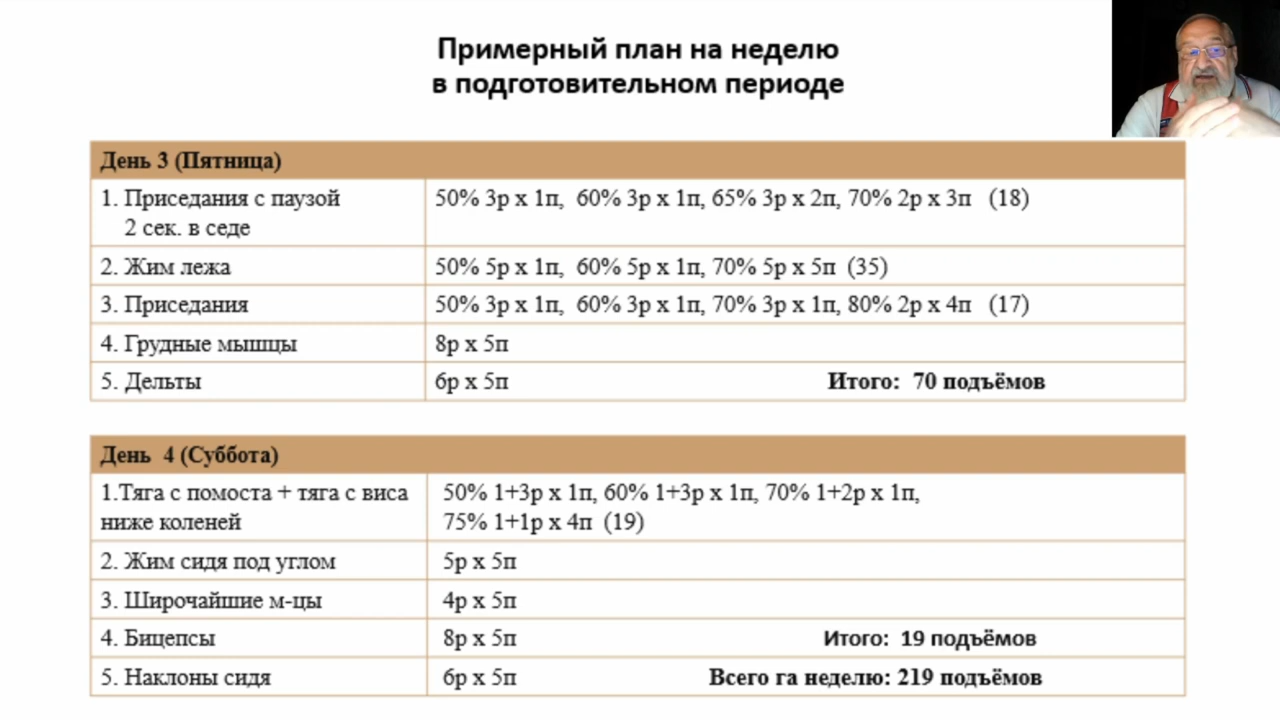 Примерный план на неделю
в подготовительном периоде
День 3 (Пятница)
1. Приседания с паузой
2 сек. в седе
50% 3р х 1п, 60% 3р х 1п, 65% 3р х 2п, 70% 2р х 3п (18)
2. Жим лежа
50% 5р х 1п, 60% 5р х 1п, 70% 5р х 5п (35)
3. Приседания
50% 3р х 1п, 60% 3р х 1п, 70% 3р х 1п, 80% 2р х 4п (17)
4. Грудные мышцы
8р х 5п
5. Дельты
6р х 5п Итого: 70 подъёмов
День 4 (Суббота)
1.Тяга с помоста + тяга с виса
ниже коленей
50% 1+3р х 1п, 60% 1+3р х 1п, 70% 1+2р х 1п,
75% 1+1р х 4п (19)
2. Жим сидя под углом
5р х 5п
3. Широчайшие м-цы
4р х 5п
4. Бицепсы
8р х 5п Итого: 19 подъёмов
5. Наклоны сидя
6р х 5п Всего га неделю: 219 подъёмов